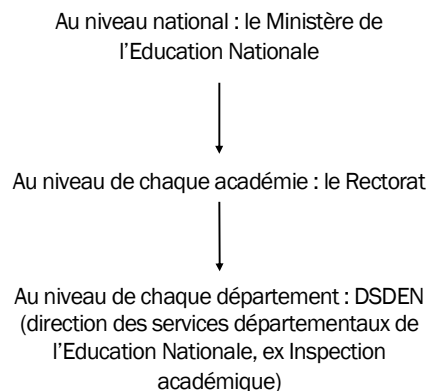 Au niveau national : le Ministère de
l'Education Nationale
Au niveau de chaque académie : le Rectorat
Au niveau de chaque département : DSDEN
(direction des services départementaux de
l'Education Nationale, ex Inspection
académique)